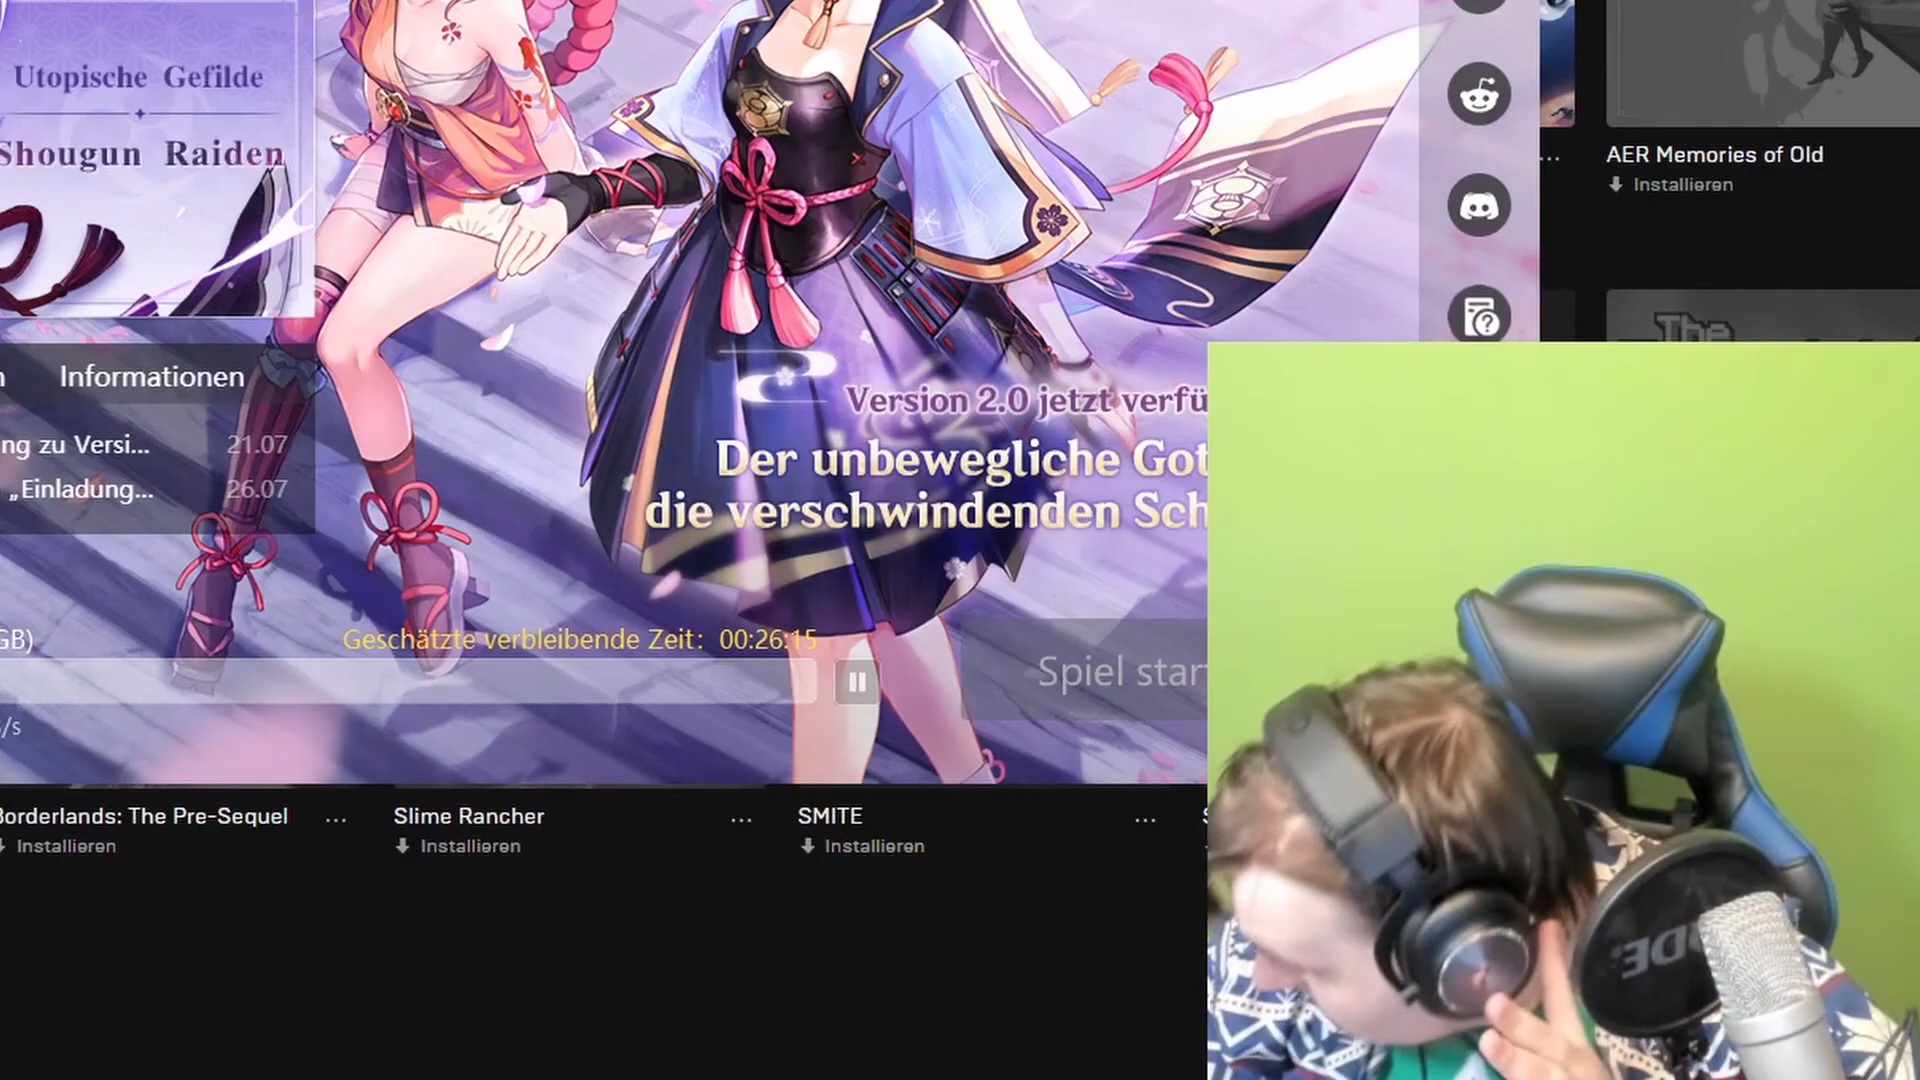 Utopische Gefilde
Shougun Raiden
AER Memories of Old
Installieren
The
Informationen
ng zu Versi... 21.07
„Einladung... 26.07
Version 2.0 jetzt verfü
Der unbewegliche Got
die verschwindenden Sch
GB)
Geschätzte verbleibende Zeit: 00:26:15
Spiel star
/s
Borderlands: The Pre-Sequel ...
Slime Rancher ...
SMITE ...
Installieren
Installieren
Installieren